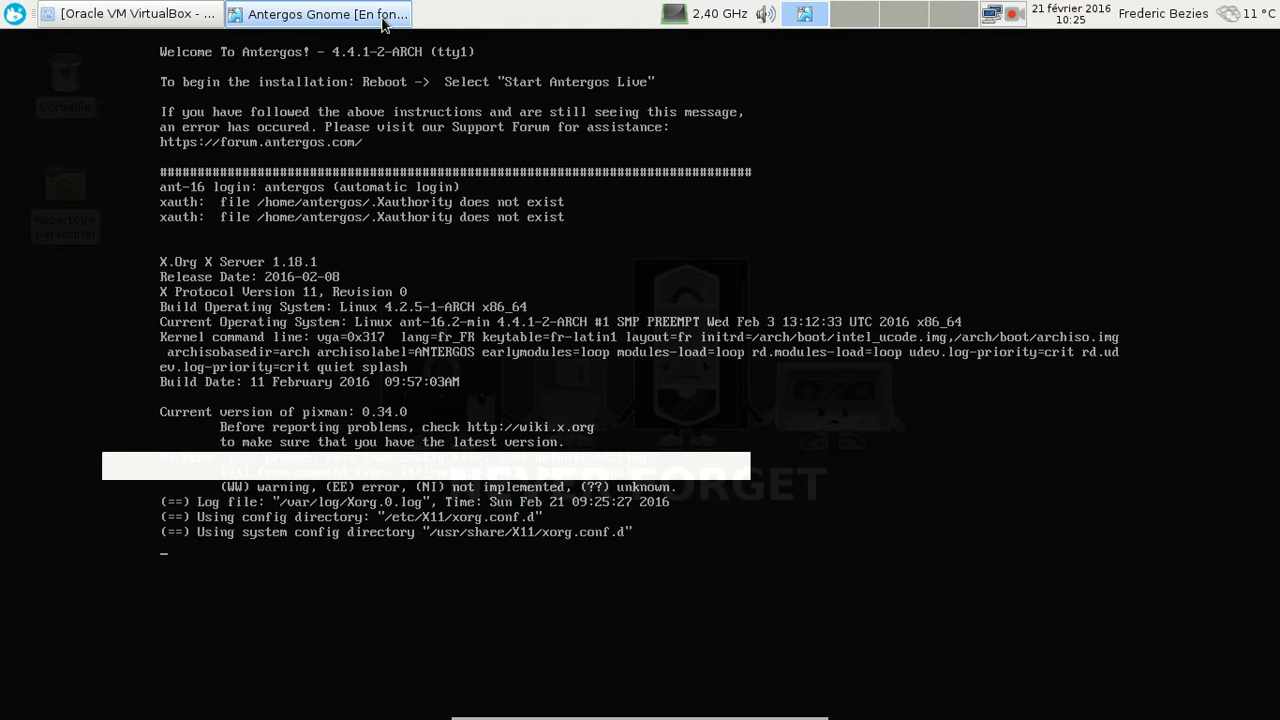 [Oracle VM VirtualBox - ...
Antergos Gnome [En fon...
2,40 GHz
21 février 2016
10:25
Frederic Bezies
11 °C
Welcome To Antergos! - 4.4.1-2-ARCH (tty1)
To begin the installation: Reboot -> Select "Start Antergos Live"
If you have followed the above instructions and are still seeing this message,
an error has occured. Please visit our Support Forum for assistance:
https://forum.antergos.com/
###############################################################################
ant-16 login: antergos (automatic login)
xauth:  file /home/antergos/.Xauthority does not exist
xauth:  file /home/antergos/.Xauthority does not exist
Corbeille
Répertoire
personnel
X.Org X Server 1.18.1
Release Date: 2016-02-08
X Protocol Version 11, Revision 0
Build Operating System: Linux 4.2.5-1-ARCH x86_64
Current Operating System: Linux ant-16.2-min 4.4.1-2-ARCH #1 SMP PREEMPT Wed Feb 3 13:12:33 UTC 2016 x86_64
Kernel command line: vga=0x317  lang=fr_FR keytable=fr-latin1 layout=fr initrd=/arch/boot/intel_ucode.img,/arch/boot/archiso.img
archisobasedir=arch archisolabel=ANTERGOS earlymodules=loop modules-load=loop rd.modules-load=loop udev.log-priority=crit rd.ud
ev.log-priority=crit quiet splash
Build Date: 11 February 2016  09:57:03AM
Current version of pixman: 0.34.0
Before reporting problems, check http://wiki.x.org
to make sure that you have the latest version.
NEVER FORGET
(WW) warning, (EE) error, (NI) not implemented, (??) unknown.
(==) Log file: "/var/log/Xorg.0.log", Time: Sun Feb 21 09:25:27 2016
(==) Using config directory: "/etc/X11/xorg.conf.d"
(==) Using system config directory "/usr/share/X11/xorg.conf.d"